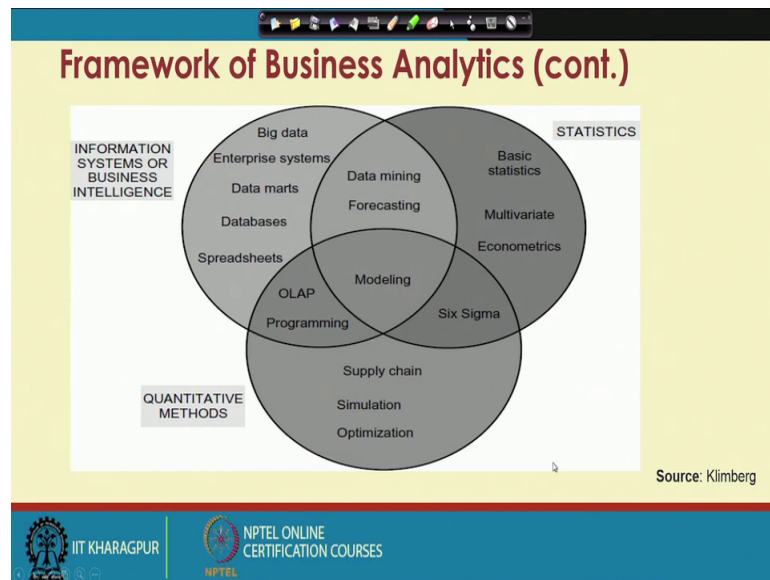 Framework of Business Analytics (cont.)
INFORMATION
SYSTEMS OR
BUSINESS
INTELLIGENCE
Big data
Enterprise systems
Data marts
Databases
Spreadsheets
Data mining
Forecasting
STATISTICS
Basic
statistics
Multivariate
Econometrics
OLAP
Programming
Modeling
Six Sigma
QUANTITATIVE
METHODS
Supply chain
Simulation
Optimization
Source: Klimberg
IIT KHARAGPUR
NPTEL
NPTEL ONLINE
CERTIFICATION COURSES